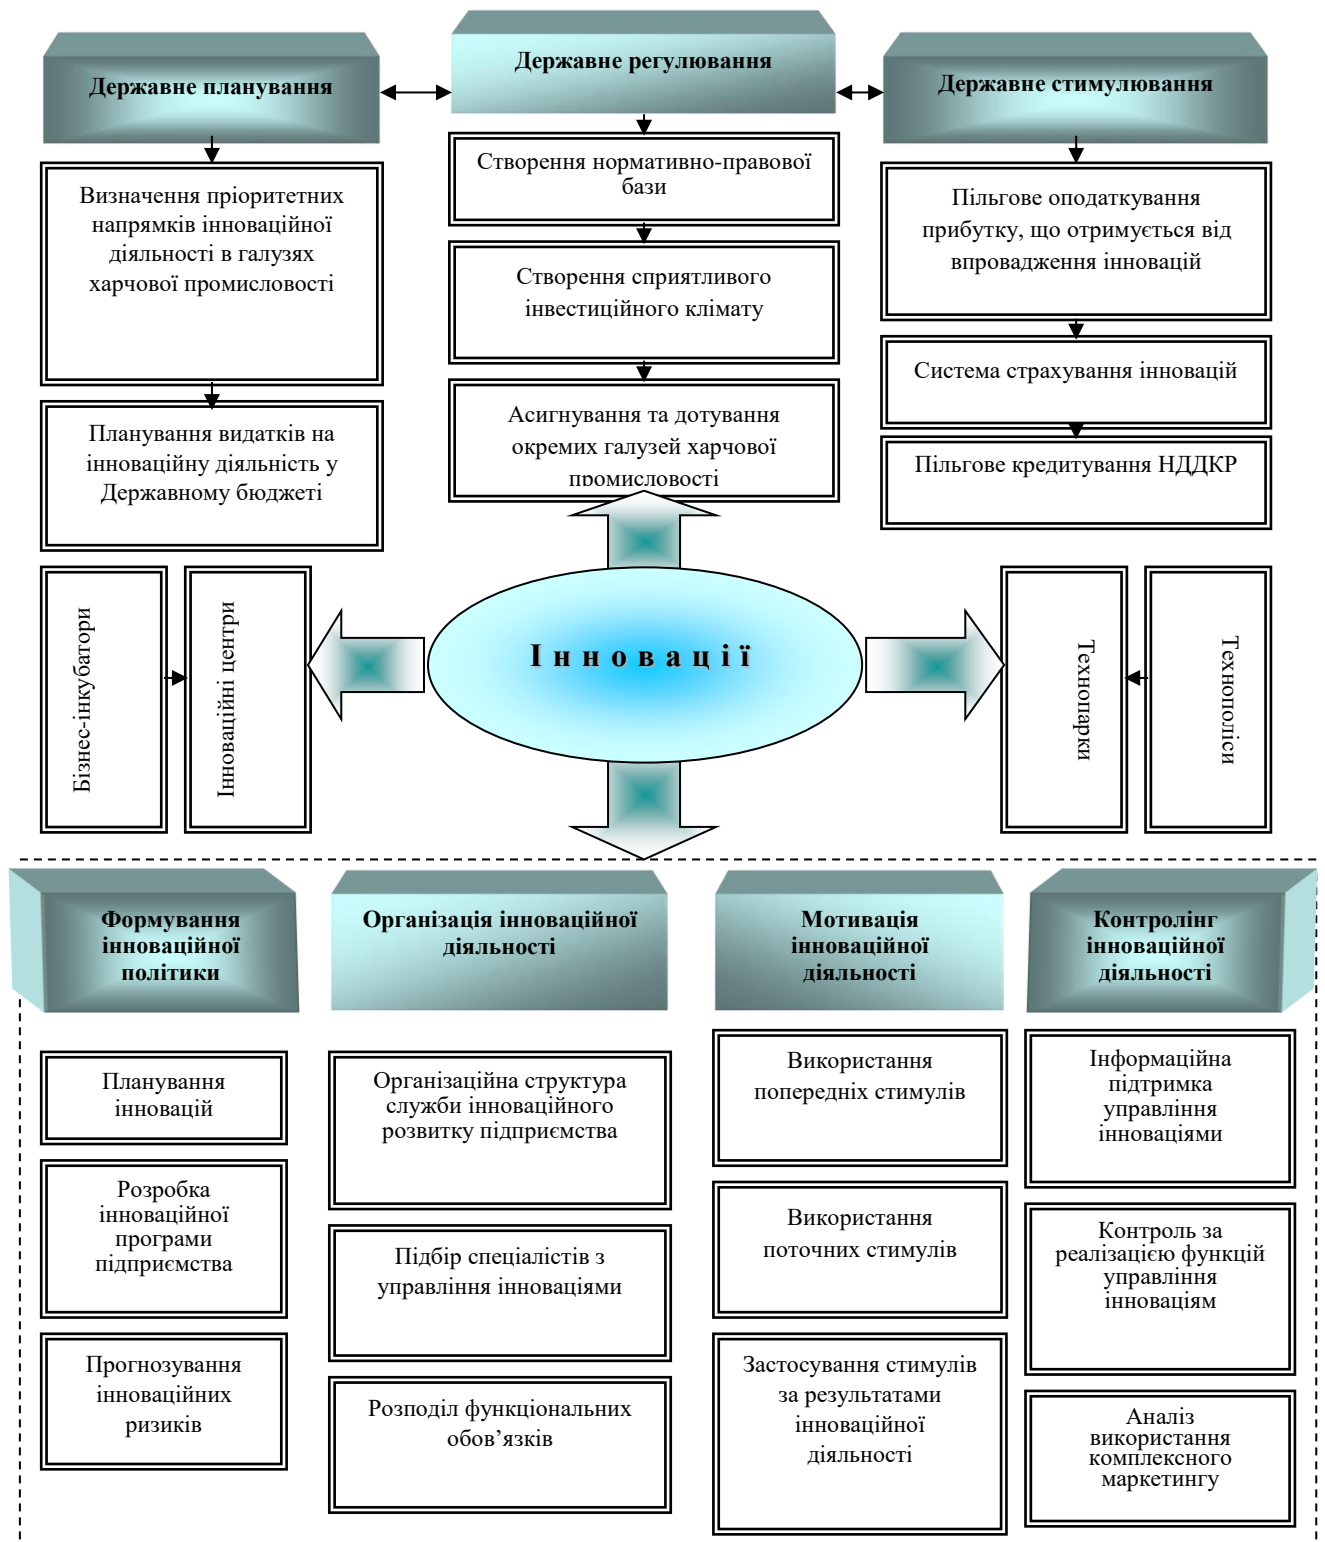 Державне планування
Державне регулювання
Державне стимулювання
Визначення пріоритетних
напрямків інноваційної
діяльності в галузях
харчової промисловості
Планування видатків на
інноваційну діяльність у
Державному бюджеті
Створення нормативно-правової
бази
Створення сприятливого
інвестиційного клімату
Асигнування та дотування
окремих галузей харчової
промисловості
Пільгове оподаткування
прибутку, що отримується від
впровадження інновацій
Система страхування інновацій
Пільгове кредитування НДДКР
Бізнес-інкубатори
Інноваційні центри
Інновації
Технопарки
Технополіси
Формування
інноваційної
політики
Планування
інновацій
Розробка
інноваційної
програми
підприємства
Прогнозування
інноваційних
ризиків
Організація інноваційної
діяльності
Організаційна структура
служби інноваційного
розвитку підприємства
Підбір спеціалістів з
управління інноваціями
Розподіл функціональних
обов’язків
Мотивація
інноваційної
діяльності
Використання
попередніх стимулів
Використання
поточних стимулів
Застосування стимулів
за результатами
інноваційної
діяльності
Контролінг
інноваційної
діяльності
Інформаційна
підтримка
управління
інноваціями
Контроль за
реалізацією функцій
управління
інноваціям
Аналіз
використання
комплексного
маркетингу